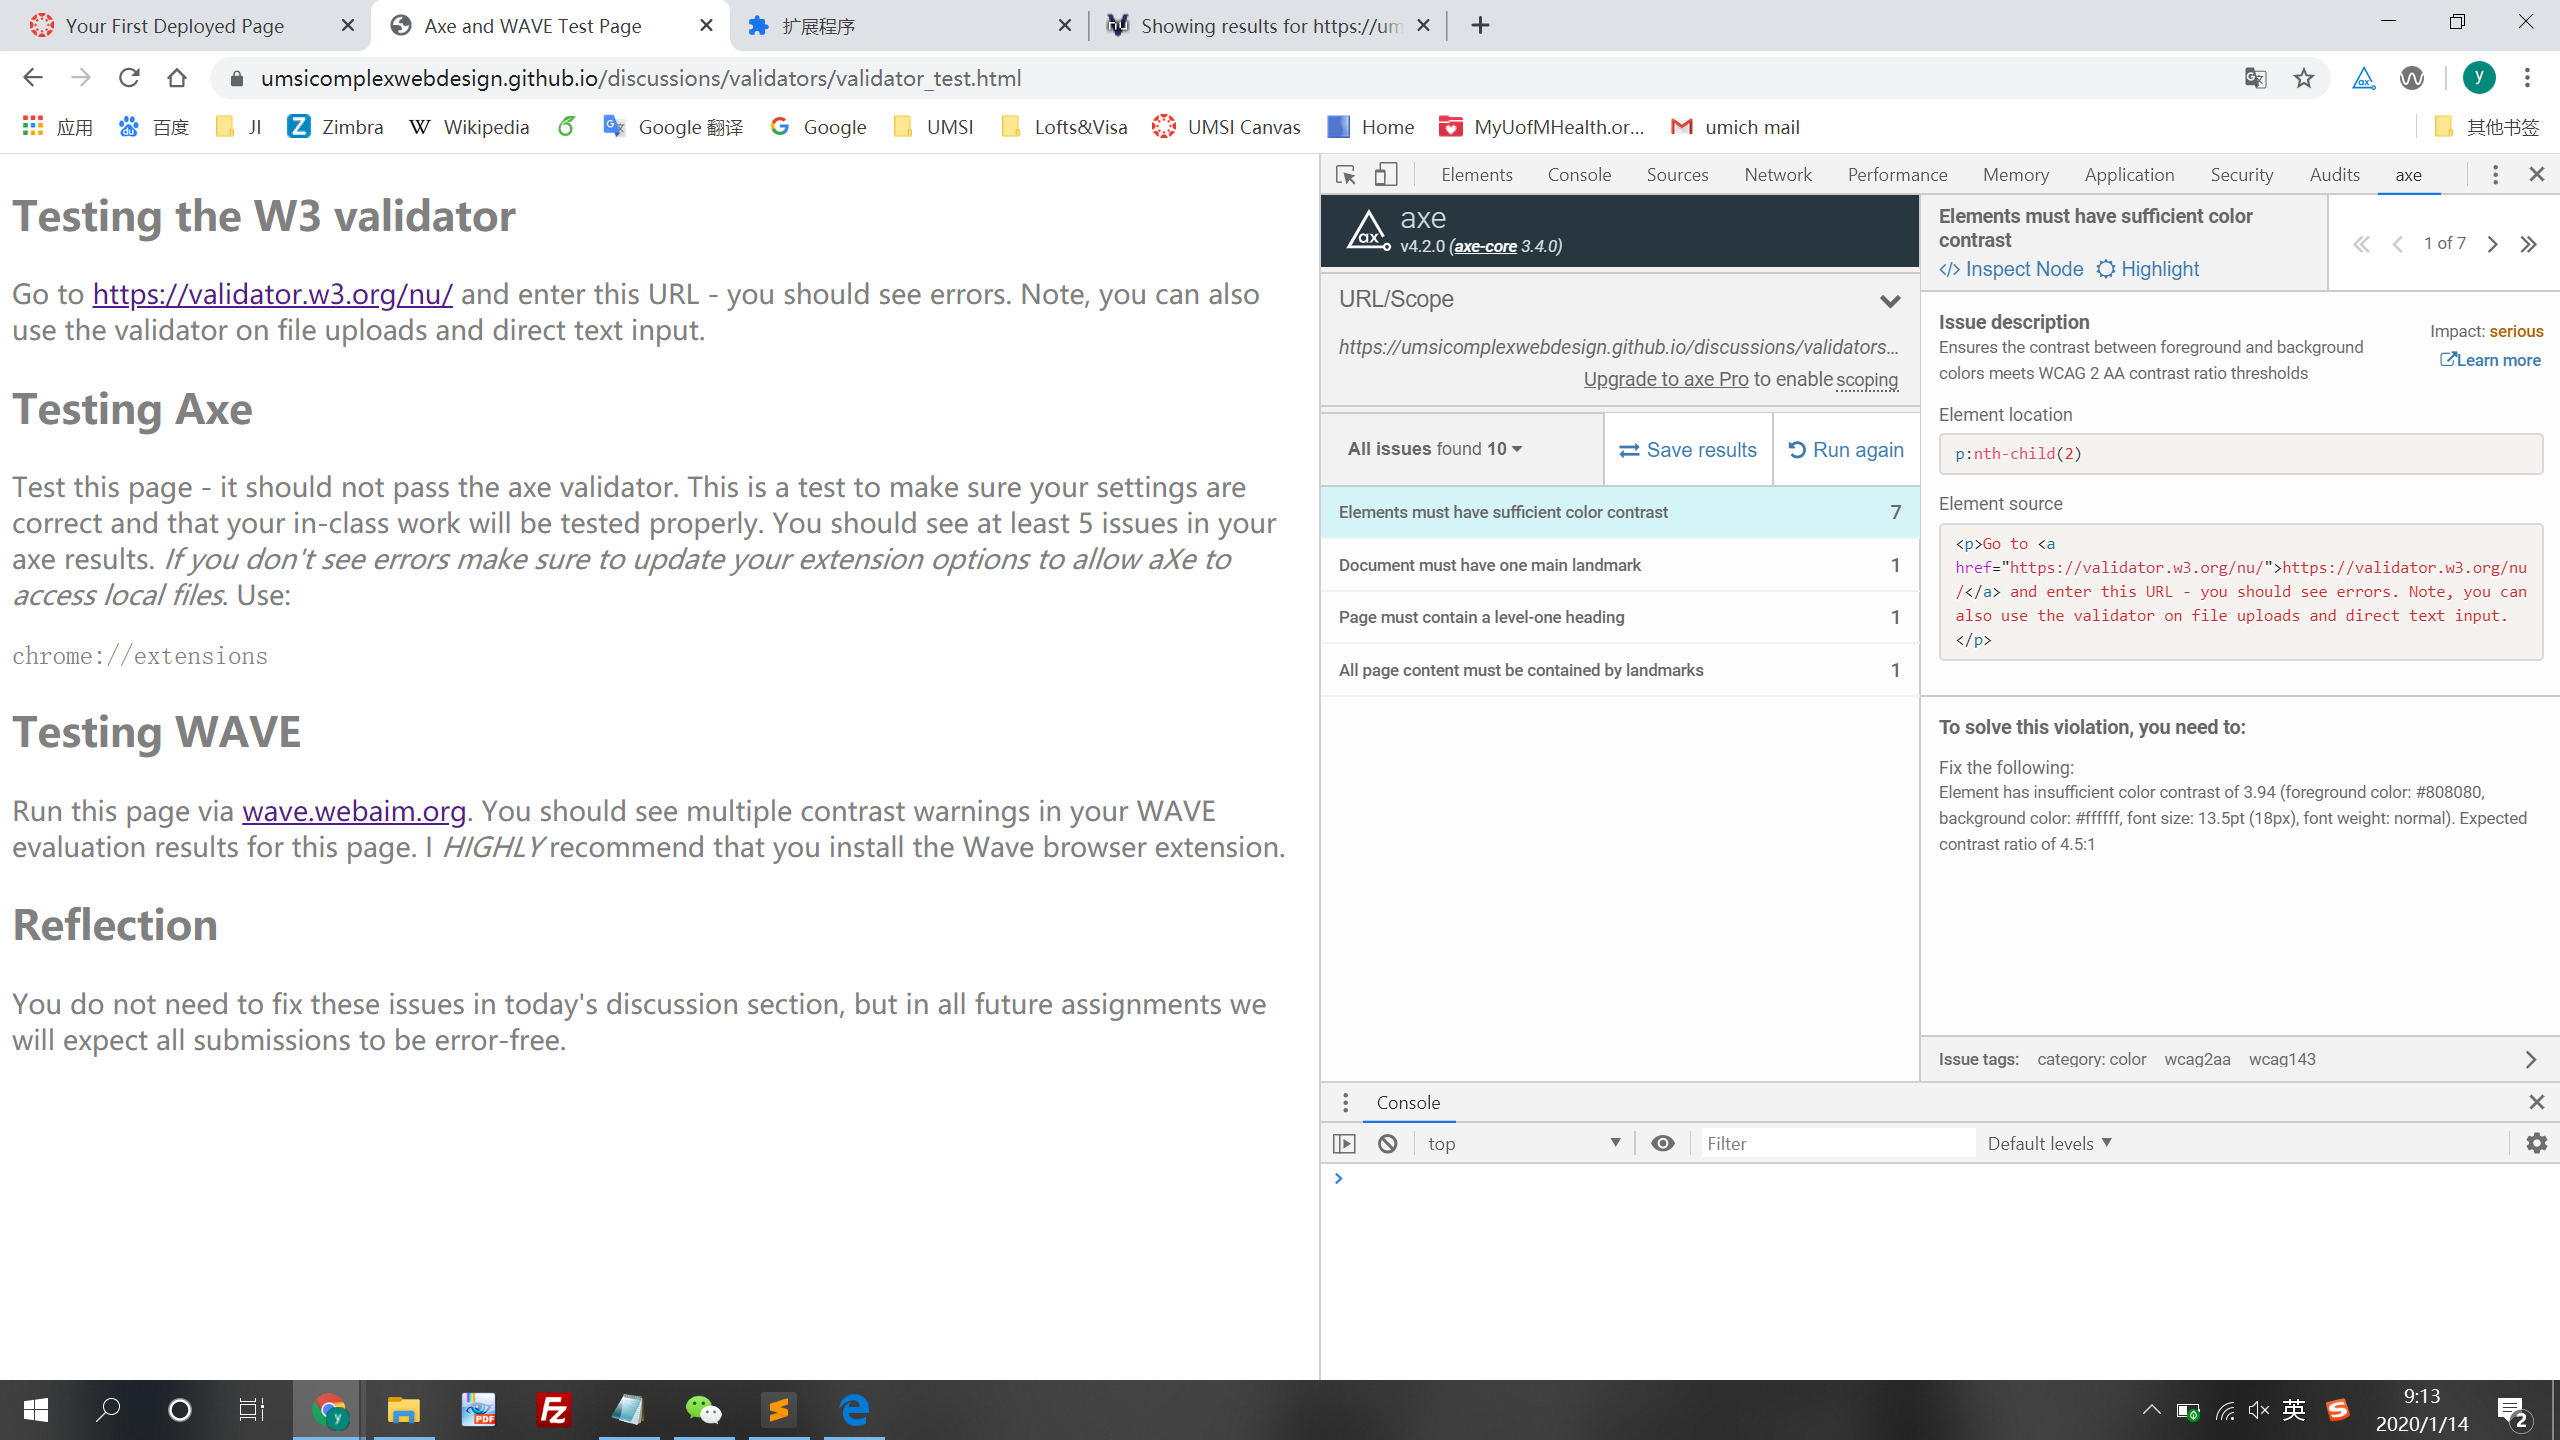 Your First Deployed Page
Axe and WAVE Test Page
扩展程序
Showing results for https://um
umsicomplexwebdesign.github.io/discussions/validators/validator_test.html
y
应用
百度
JI
Zimbra
Wikipedia
Google 翻译
Google
UMSI
Lofts&Visa
UMSI Canvas
Home
MyUofMHealth.or...
umich mail
其他书签
Testing the W3 validator
Go to https://validator.w3.org/nu/ and enter this URL - you should see errors. Note, you can also
use the validator on file uploads and direct text input.
Testing Axe
Test this page - it should not pass the axe validator. This is a test to make sure your settings are
correct and that your in-class work will be tested properly. You should see at least 5 issues in your
axe results. If you don't see errors make sure to update your extension options to allow aXe to
access local files. Use:
chrome://extensions
Testing WAVE
Run this page via wave.webaim.org. You should see multiple contrast warnings in your WAVE
evaluation results for this page. I HIGHLY recommend that you install the Wave browser extension.
Reflection
You do not need to fix these issues in today's discussion section, but in all future assignments we
will expect all submissions to be error-free.
Elements Console Sources Network Performance Memory Application Security Audits axe
ax
axe
v4.2.0 (axe-core 3.4.0)
URL/Scope
https://umsicomplexwebdesign.github.io/discussions/validators...
Upgrade to axe Pro to enable scoping
All issues found 10
Save results
Run again
Elements must have sufficient color contrast 7
Document must have one main landmark 1
Page must contain a level-one heading 1
All page content must be contained by landmarks 1
Elements must have sufficient color
contrast
</> Inspect Node Highlight
1 of 7
Issue description
Impact: serious
Ensures the contrast between foreground and background
colors meets WCAG 2 AA contrast ratio thresholds
Learn more
Element location
p:nth-child(2)
Element source
<p>Go to <a
href="https://validator.w3.org/nu/">https://validator.w3.org/nu
/</a> and enter this URL - you should see errors. Note, you can
also use the validator on file uploads and direct text input.
</p>
To solve this violation, you need to:
Fix the following:
Element has insufficient color contrast of 3.94 (foreground color: #808080,
background color: #ffffff, font size: 13.5pt (18px), font weight: normal). Expected
contrast ratio of 4.5:1
Issue tags: category: color wcag2aa wcag143
Console
top
Filter
Default levels
y
PDF
FZ
英
S
9:13
2020/1/14
2